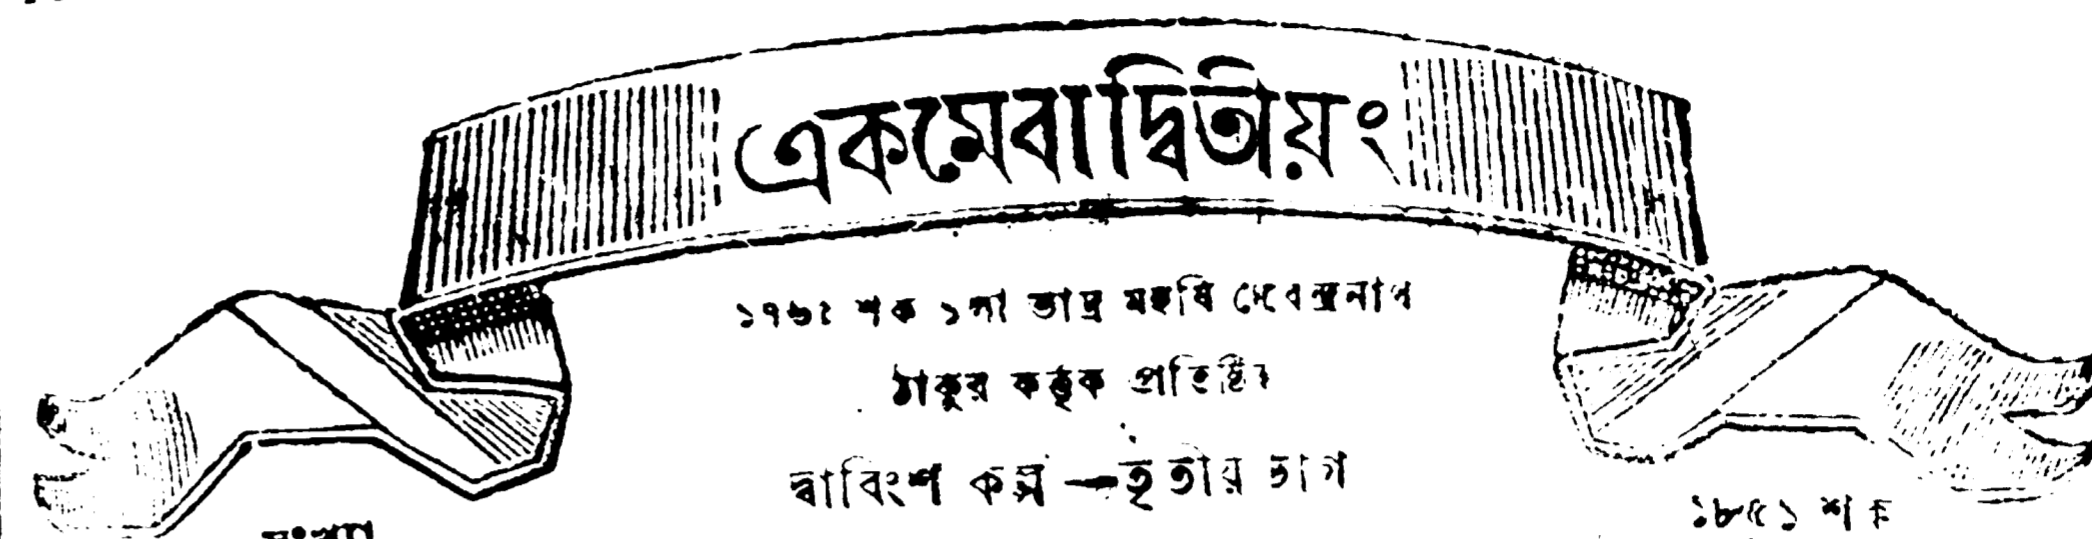 একমেবাদ্বিতীয়ং
১৭৬১ শক ১লা ভাদ্র মহর্ষি দেবেন্দ্রনাথ
ঠাকুর কর্তৃক প্রতিষ্ঠিত
দ্বাবিংশ কল্প —তৃতীয় ভাগ
সংখ্যা
১৮৫১ শক